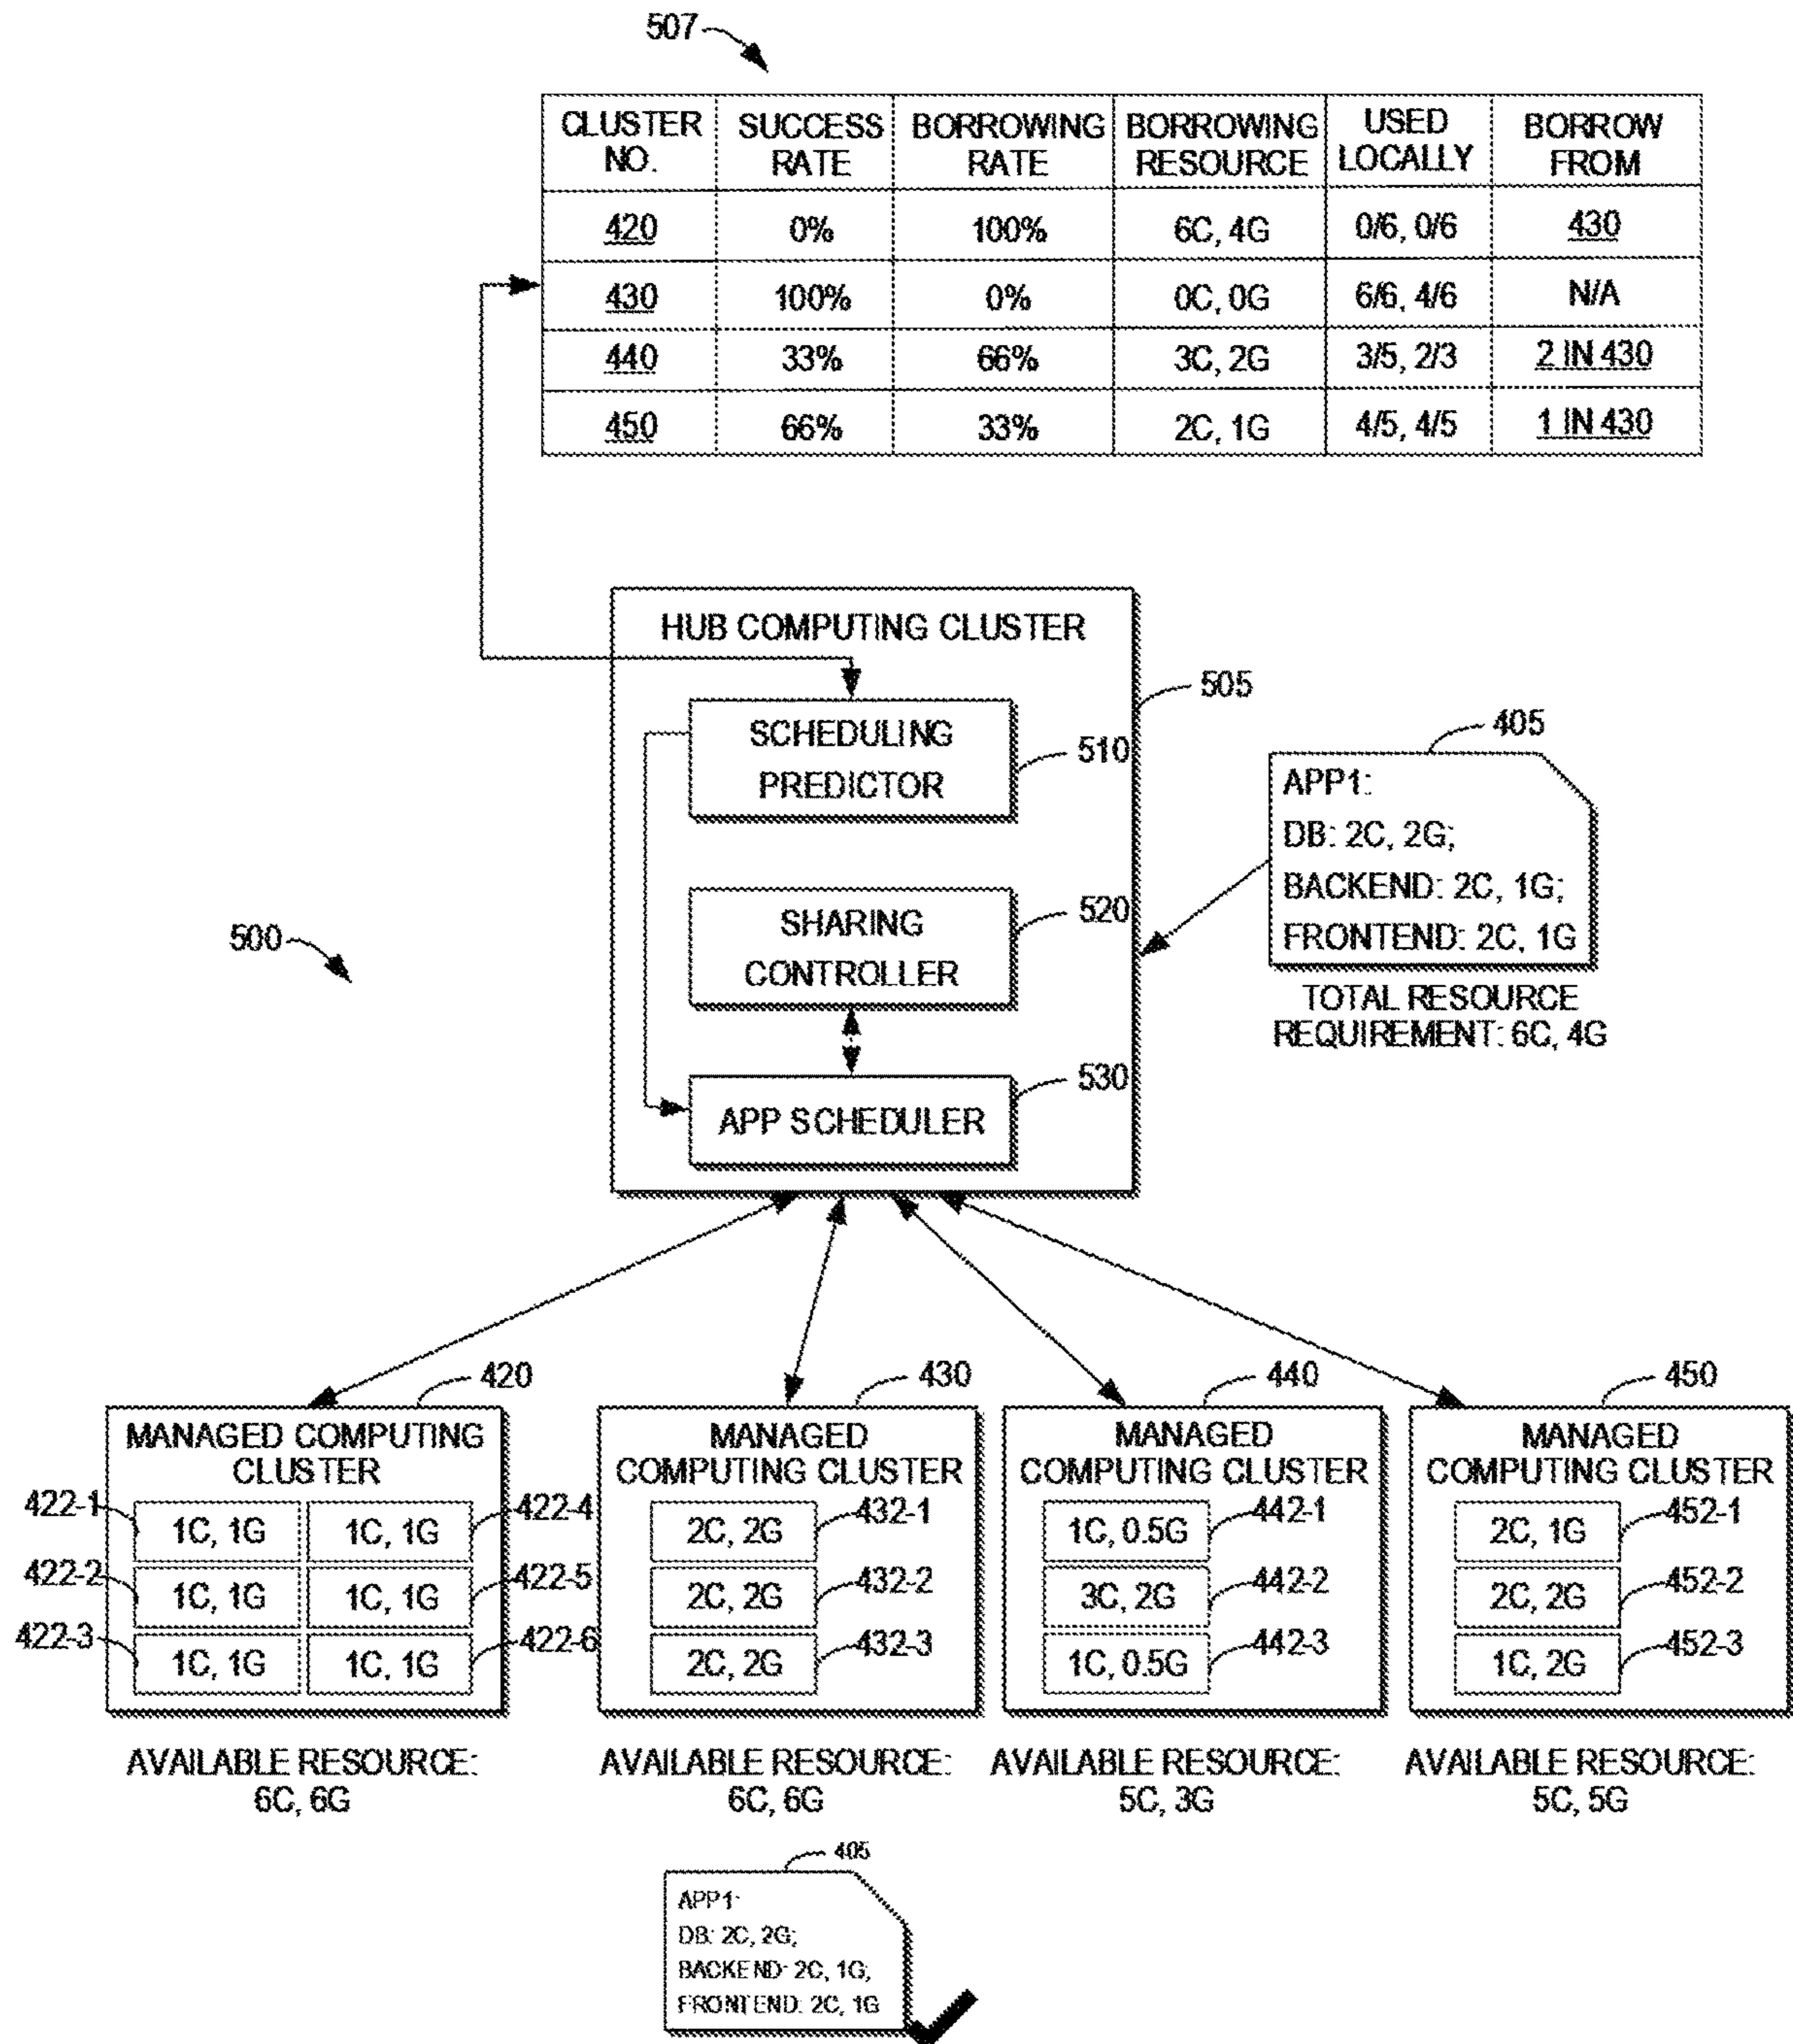 507
CLUSTER NO. SUCCESS RATE BORROWING RATE BORROWING RESOURCE USED LOCALLY BORROW FROM
420 0% 100% 6C, 4G 0/6, 0/6 430
430 100% 0% 0C, 0G 6/6, 4/6 N/A
440 33% 66% 3C, 2G 3/5, 2/3 2 IN 430
450 66% 33% 2C, 1G 4/5, 4/5 1 IN 430
HUB COMPUTING CLUSTER
505
SCHEDULING
PREDICTOR
510
SHARING
CONTROLLER
520
APP SCHEDULER
530
500
405
APP1:
DB: 2C, 2G;
BACKEND: 2C, 1G;
FRONTEND: 2C, 1G
TOTAL RESOURCE
REQUIREMENT: 6C, 4G
420
MANAGED COMPUTING
CLUSTER
422-1 1C, 1G 1C, 1G 422-4
422-2 1C, 1G 1C, 1G 422-5
422-3 1C, 1G 1C, 1G 422-6
AVAILABLE RESOURCE:
6C, 6G
430
MANAGED
COMPUTING CLUSTER
2C, 2G 432-1
2C, 2G 432-2
2C, 2G 432-3
AVAILABLE RESOURCE:
6C, 6G
440
MANAGED
COMPUTING CLUSTER
1C, 0.5G 442-1
3C, 2G 442-2
1C, 0.5G 442-3
AVAILABLE RESOURCE:
5C, 3G
450
MANAGED
COMPUTING CLUSTER
2C, 1G 452-1
2C, 2G 452-2
1C, 2G 452-3
AVAILABLE RESOURCE:
5C, 5G
405
APP1:
DB: 2C, 2G;
BACKEND: 2C, 1G;
FRONTEND: 2C, 1G